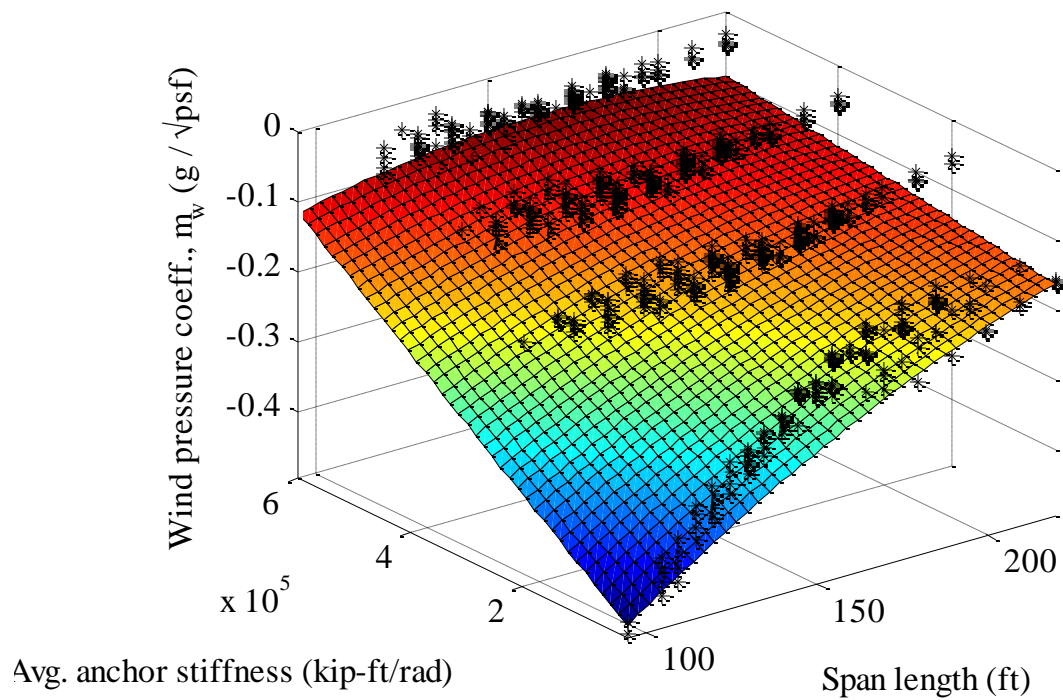 Wind pressure coeff., m_w (g / √psf)
0
-0.1
-0.2
-0.3
-0.4
6
4
2
x 10^5
Avg. anchor stiffness (kip-ft/rad)
100
150
200
Span length (ft)